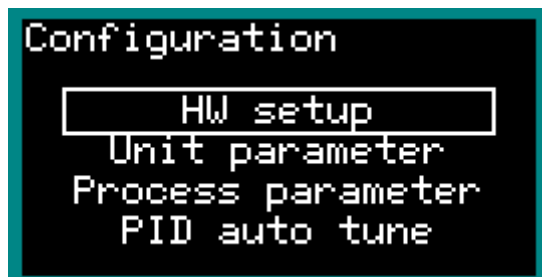 Configuration
HW setup
Unit parameter
Process parameter
PID auto tune